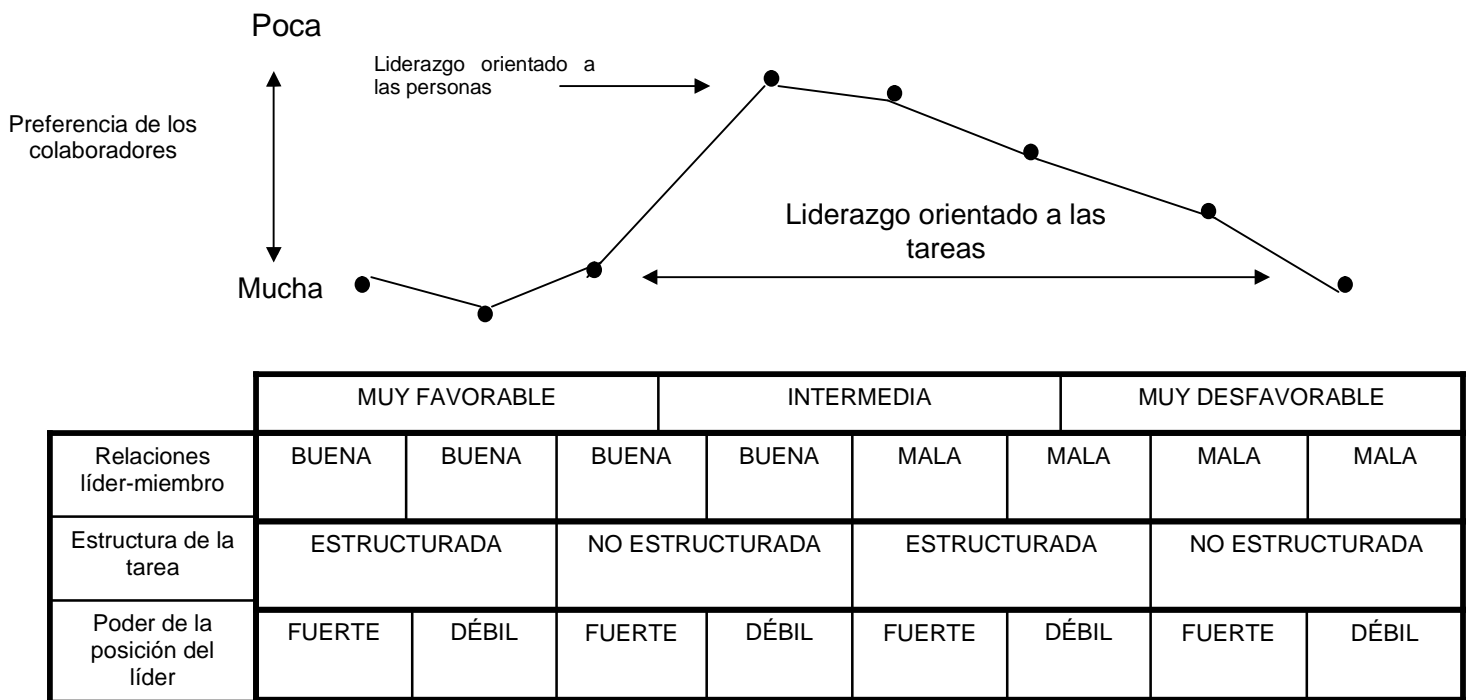 Poca
Liderazgo orientado a
las personas
Preferencia de los
colaboradores
Liderazgo orientado a las
tareas
Mucha
MUY FAVORABLE INTERMEDIA MUY DESFAVORABLE
Relaciones
líder-miembro
BUENA BUENA BUENA BUENA MALA MALA MALA MALA
Estructura de la
tarea
ESTRUCTURADA NO ESTRUCTURADA ESTRUCTURADA NO ESTRUCTURADA
Poder de la
posición del
líder
FUERTE DÉBIL FUERTE DÉBIL FUERTE DÉBIL FUERTE DÉBIL